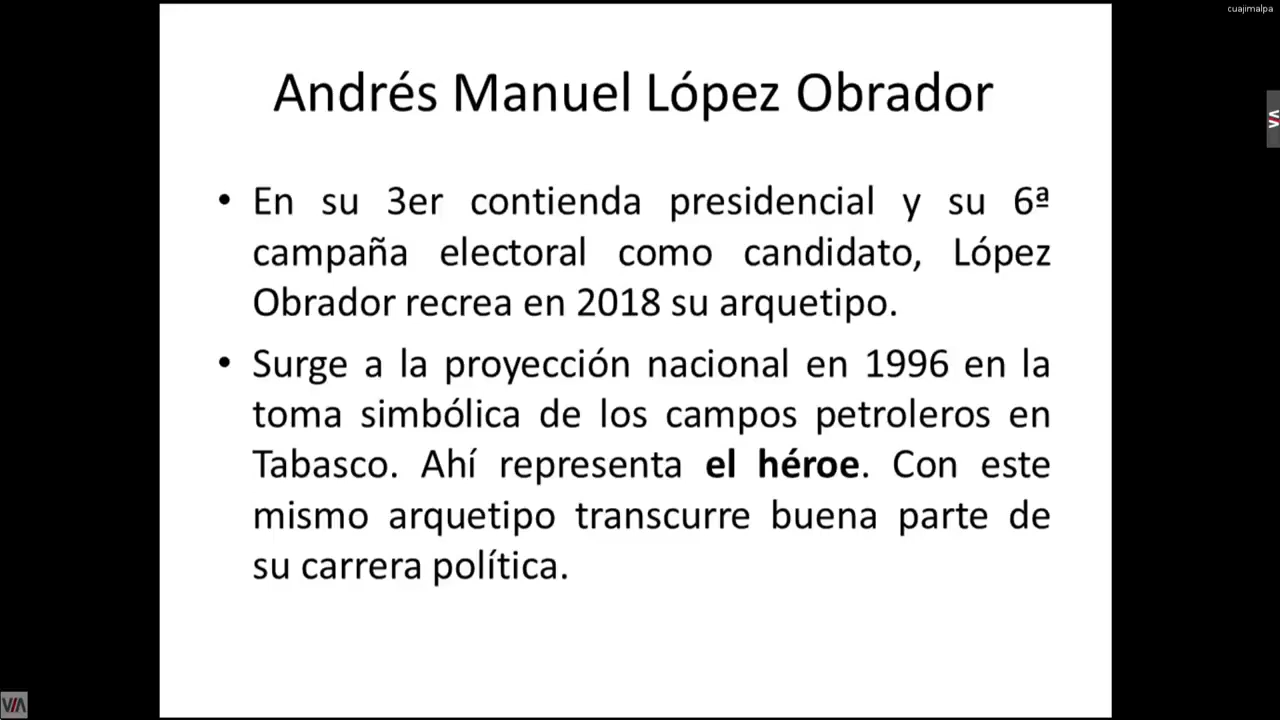 cuajimalpa
Andrés Manuel López Obrador
• En su 3er contienda presidencial y su 6ª
campaña electoral como candidato, López
Obrador recrea en 2018 su arquetipo.
• Surge a la proyección nacional en 1996 en la
toma simbólica de los campos petroleros en
Tabasco. Ahí representa el héroe. Con este
mismo arquetipo transcurre buena parte de
su carrera política.
VIA